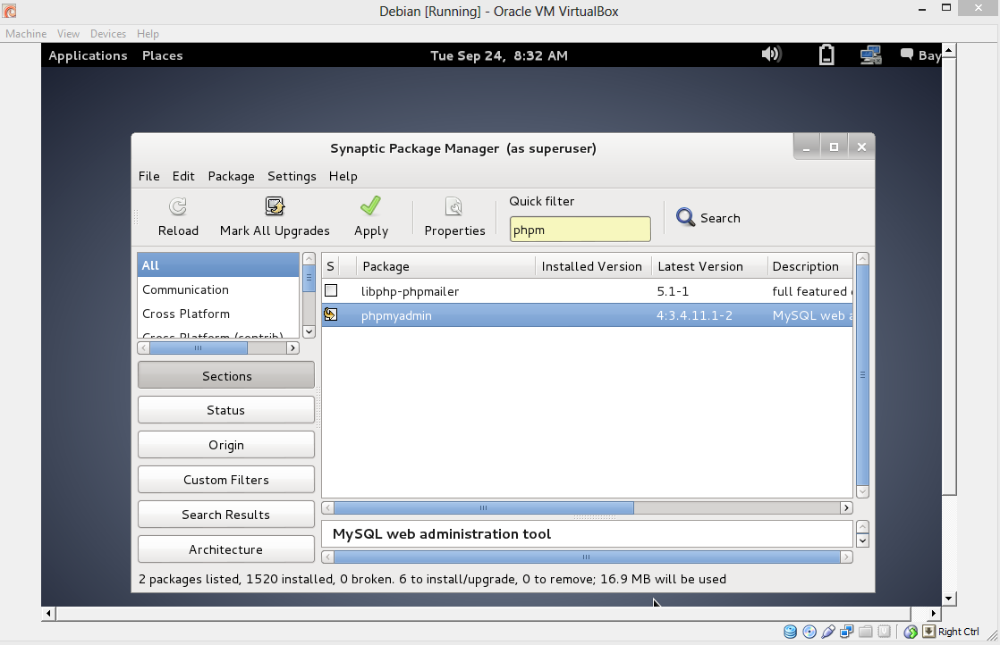 Debian [Running] - Oracle VM VirtualBox
Machine View Devices Help
Applications Places Tue Sep 24, 8:32 AM Bay
Synaptic Package Manager (as superuser)
File Edit Package Settings Help
Reload Mark All Upgrades Apply Properties Quick filter Search
phpm
All
Communication
Cross Platform
Cross Platform (contrib)
S Package Installed Version Latest Version Description
libphp-phpmailer 5.1-1 full featured
phpmyadmin 4:3.4.11.1-2 MySQL web a
Sections
Status
Origin
Custom Filters
Search Results
Architecture
MySQL web administration tool
2 packages listed, 1520 installed, 0 broken. 6 to install/upgrade, 0 to remove; 16.9 MB will be used
Right Ctrl